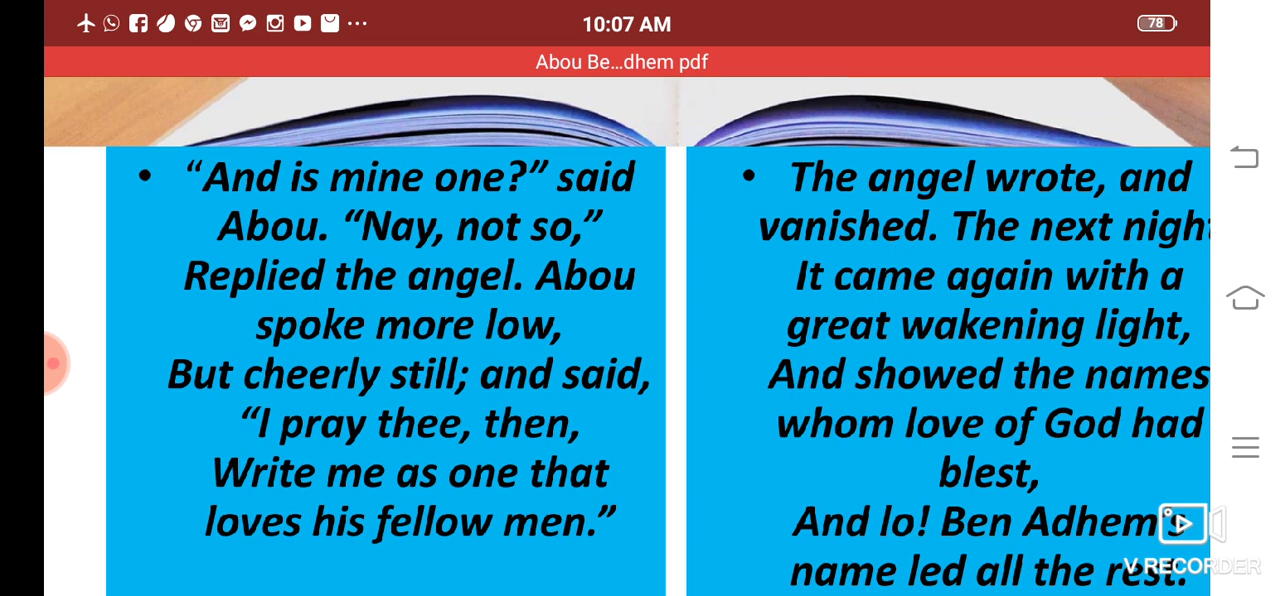 10:07 AM
78
Abou Be...dhem pdf
• “And is mine one?” said
Abou. “Nay, not so,”
Replied the angel. Abou
spoke more low,
But cheerly still; and said,
“I pray thee, then,
Write me as one that
loves his fellow men.”
• The angel wrote, and
vanished. The next night
It came again with a
great wakening light,
And showed the names
whom love of God had
blest,
And lo! Ben Adhem's
name led all the rest.
V RECORDER